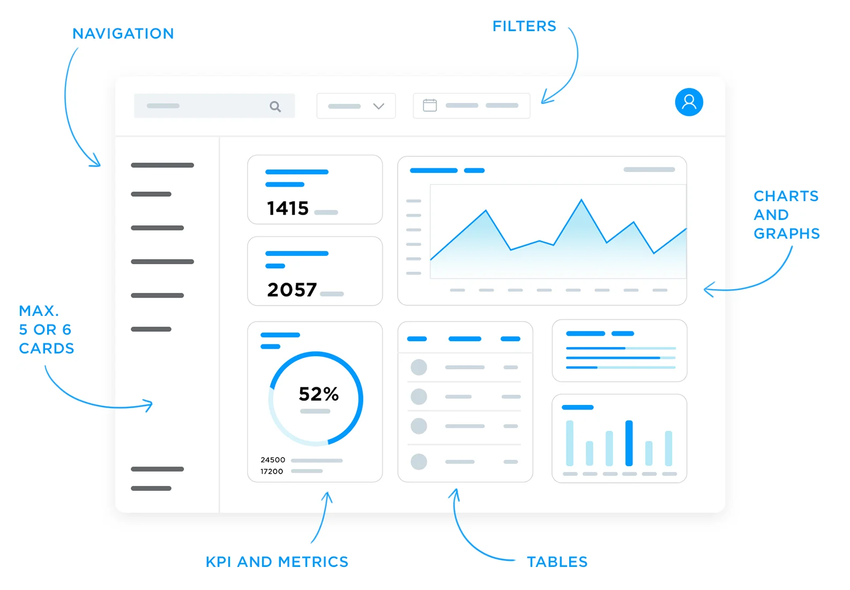 NAVIGATION
FILTERS
1415
2057
CHARTS
AND
GRAPHS
MAX.
5 OR 6
CARDS
52%
24500
17200
KPI AND METRICS
TABLES